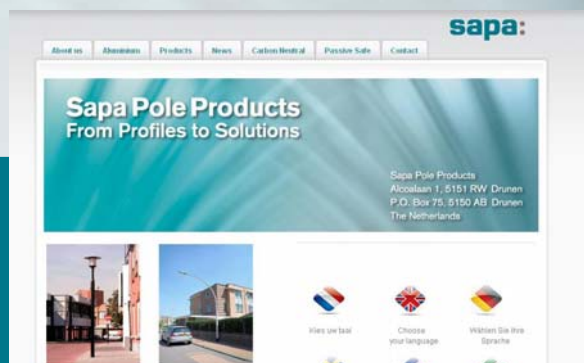 sapa:
About us
Aluminium
Products
News
Carbon Neutral
Passive Safe
Contact
Sapa Pole Products
From Profiles to Solutions
Sapa Pole Products
Alcoalaan 1, 5151 RW Drunen
P.O. Box 75, 5150 AB Drunen
The Netherlands
Kies uw taal
Choose
your language
Wählen Sie Ihre
Sprache